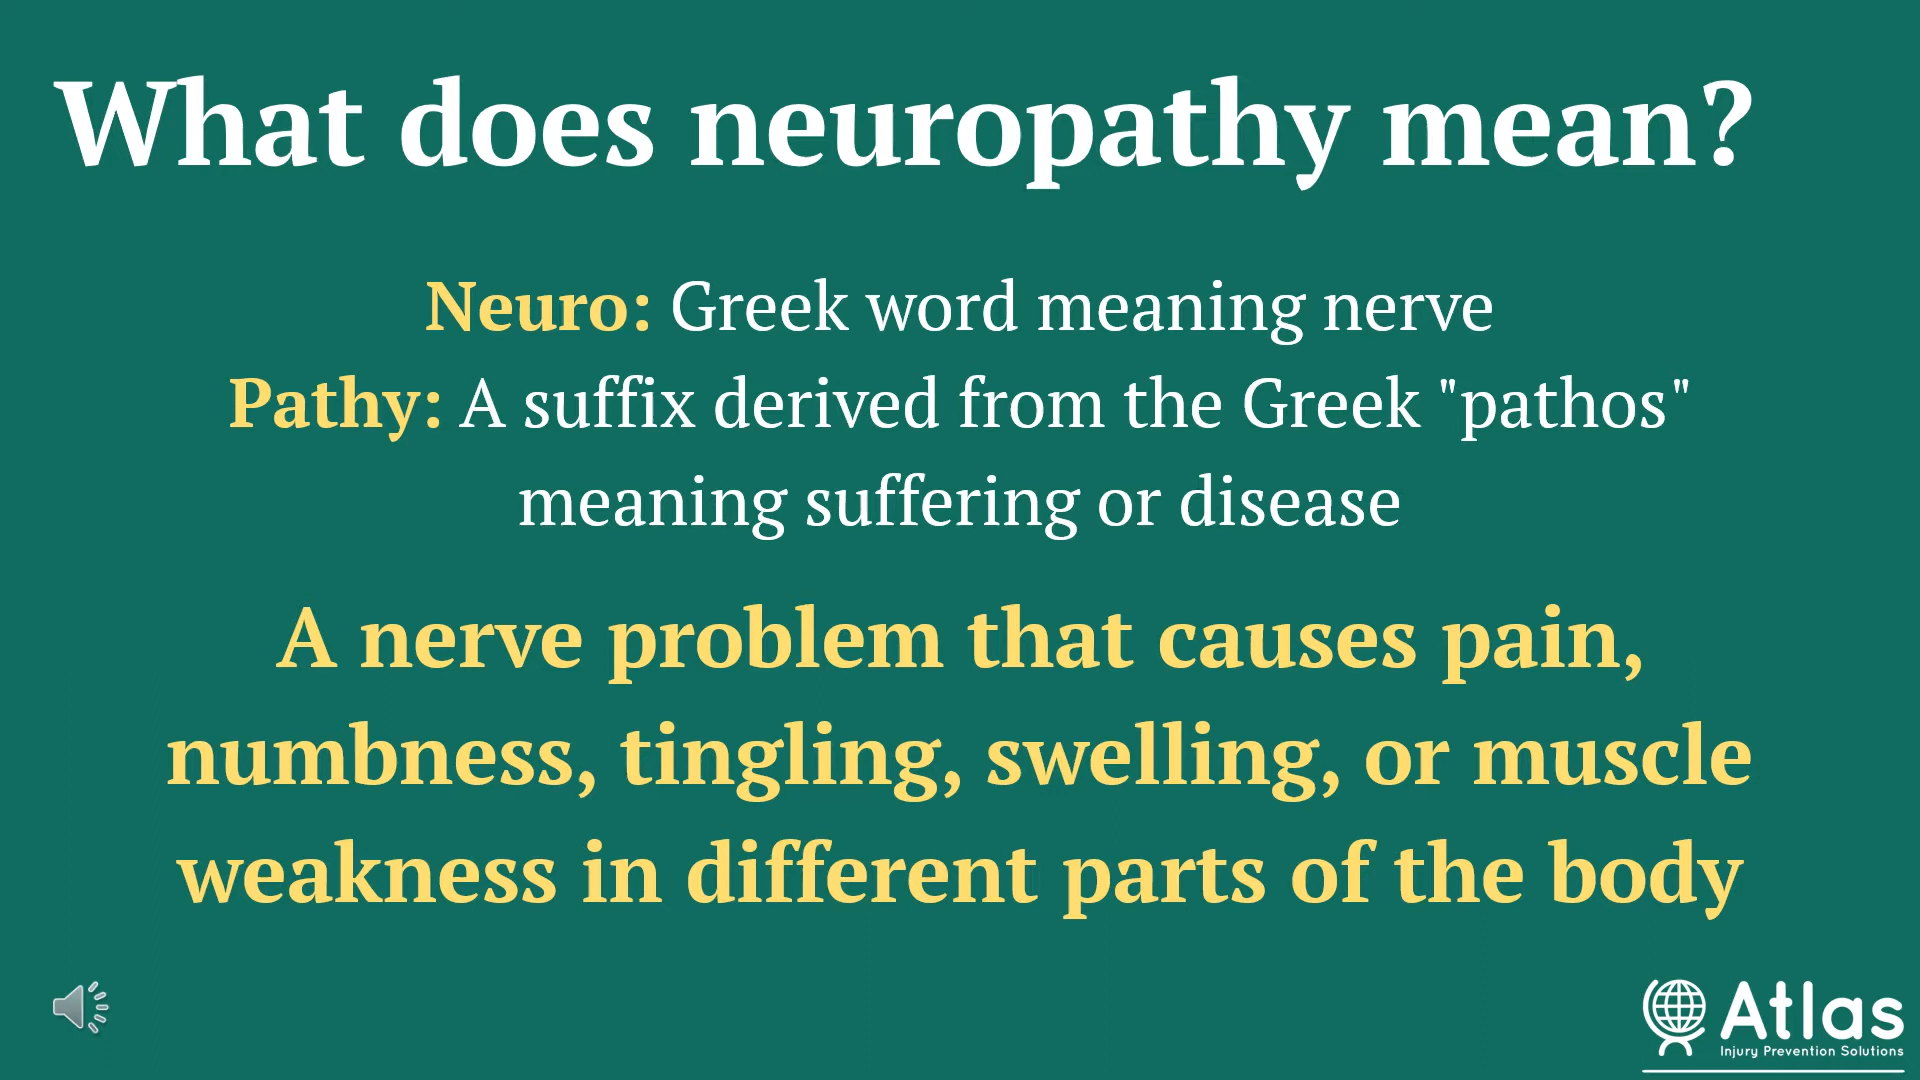 What does neuropathy mean?
Neuro: Greek word meaning nerve
Pathy: A suffix derived from the Greek "pathos"
meaning suffering or disease
A nerve problem that causes pain,
numbness, tingling, swelling, or muscle
weakness in different parts of the body
Atlas
Injury Prevention Solutions